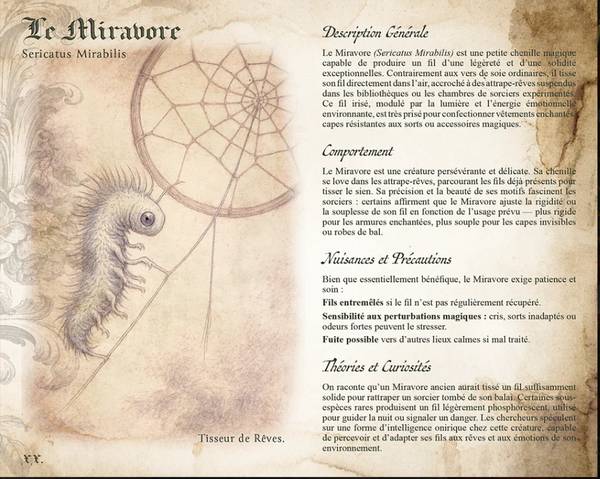 Le Miravore
Sericatus Mirabilis
Tisseur de Rêves.
XX.
Description Générale
Le Miravore (Sericatus Mirabilis) est une petite chenille magique
capable de produire un fil d'une légèreté et d'une solidité
exceptionnelles. Contrairement aux vers de soie ordinaires, il tisse
son fil directement dans l'air, accroché à des attrape-rêves suspendus
dans les bibliothèques ou les chambres de sorciers expérimentés.
Ce fil irisé, modulé par la lumière et l'énergie émotionnelle
environnante, est très prisé pour confectionner vêtements enchantés,
capes résistantes aux sorts ou accessoires magiques.
Comportement
Le Miravore est une créature persévérante et délicate. Sa chenille
se love dans les attrape-rêves, parcourant les fils déjà présents pour
tisser le sien. Sa précision et la beauté de ses motifs fascinent les
sorciers : certains affirment que le Miravore ajuste la rigidité ou
la souplesse de son fil en fonction de l'usage prévu — plus rigide
pour les armures enchantées, plus souple pour les capes invisibles
ou robes de bal.
Nuisances et Précautions
Bien que essentiellement bénéfique, le Miravore exige patience et
soin :
Fils entremêlés si le fil n'est pas régulièrement récupéré.
Sensibilité aux perturbations magiques : cris, sorts inadaptés ou
odeurs fortes peuvent le stresser.
Fuite possible vers d'autres lieux calmes si mal traité.
Théories et Curiosités
On raconte qu'un Miravore ancien aurait tissé un fil suffisamment
solide pour rattraper un sorcier tombé de son balai. Certaines sous-
espèces rares produisent un fil légèrement phosphorescent, utilisé
pour guider la nuit ou signaler un danger. Les chercheurs spéculent
sur une forme d'intelligence onirique chez cette créature, capable
de percevoir et d'adapter ses fils aux rêves et aux émotions de son
environnement.